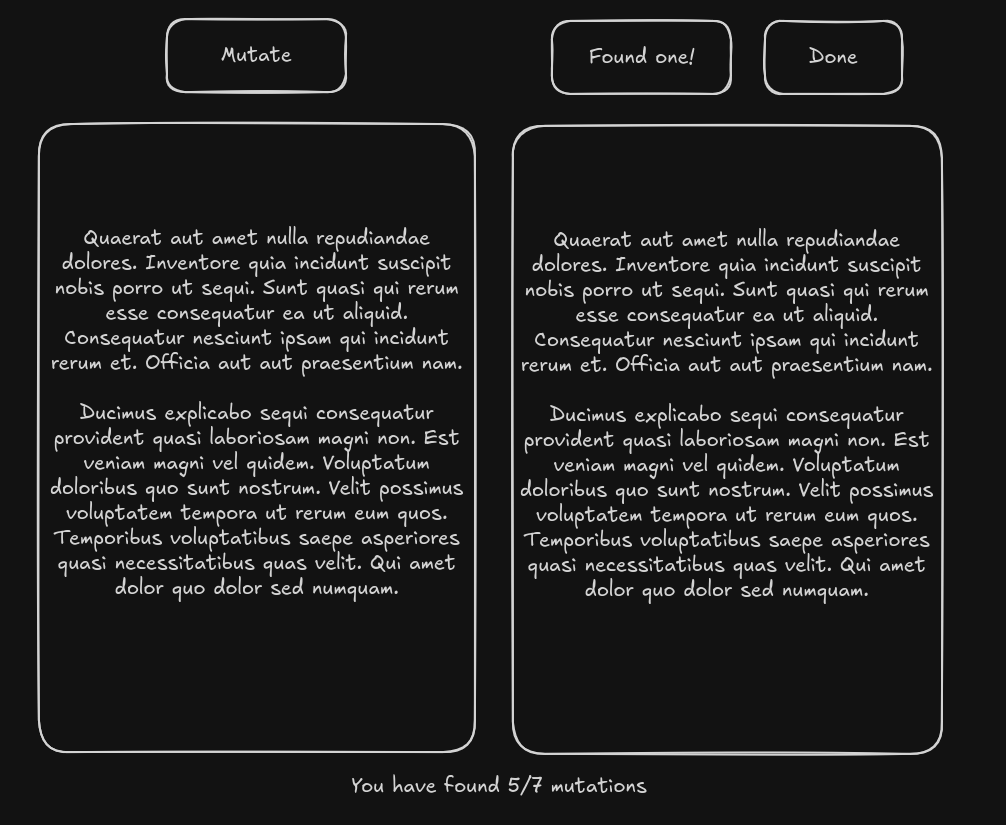 Mutate
Found one!
Done
Quaerat aut amet nulla repudiandae
dolores. Inventore quia incidunt suscipit
nobis porro ut sequi. Sunt quasi qui rerum
esse consequatur ea ut aliquid.
Consequatur nesciunt ipsam qui incidunt
rerum et. Officia aut aut praesentium nam.
Ducimus explicabo sequi consequatur
provident quasi laboriosam magni non. Est
veniam magni vel quidem. Voluptatum
doloribus quo sunt nostrum. Velit possimus
voluptatem tempora ut rerum eum quos.
Temporibus voluptatibus saepe asperiores
quasi necessitatibus quas velit. Qui amet
dolor quo dolor sed numquam.
Quaerat aut amet nulla repudiandae
dolores. Inventore quia incidunt suscipit
nobis porro ut sequi. Sunt quasi qui rerum
esse consequatur ea ut aliquid.
Consequatur nesciunt ipsam qui incidunt
rerum et. Officia aut aut praesentium nam.
Ducimus explicabo sequi consequatur
provident quasi laboriosam magni non. Est
veniam magni vel quidem. Voluptatum
doloribus quo sunt nostrum. Velit possimus
voluptatem tempora ut rerum eum quos.
Temporibus voluptatibus saepe asperiores
quasi necessitatibus quas velit. Qui amet
dolor quo dolor sed numquam.
You have found 5/7 mutations